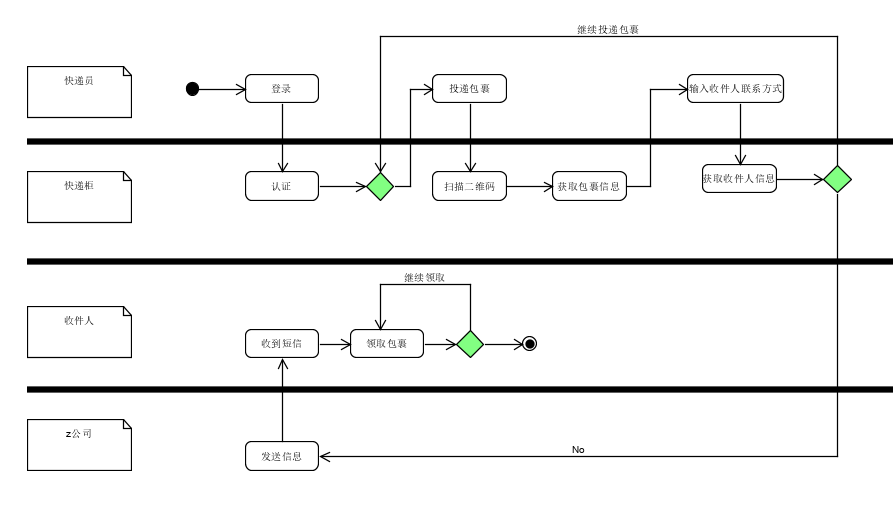 继续投递包裹
快递员
登录
投递包裹
输入收件人联系方式
快递柜
认证
扫描二维码
获取包裹信息
获取收件人信息
继续领取
收件人
收到短信
领取包裹
z公司
发送信息
No